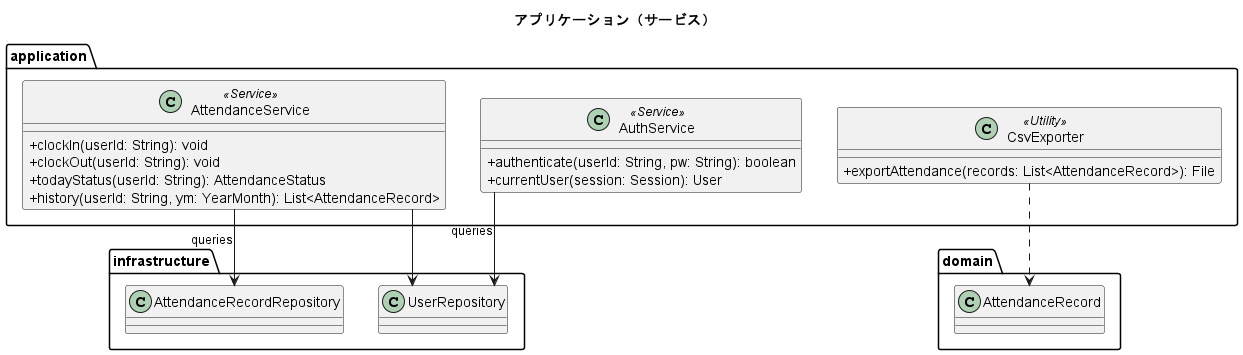 アプリケーション（サービス）
application
C «Service»
AttendanceService
+clockIn(userId: String): void
+clockOut(userId: String): void
+todayStatus(userId: String): AttendanceStatus
+history(userId: String, ym: YearMonth): List<AttendanceRecord>
C «Service»
AuthService
+authenticate(userId: String, pw: String): boolean
+currentUser(session: Session): User
C «Utility»
CsvExporter
+exportAttendance(records: List<AttendanceRecord>): File
queries
queries
infrastructure
C AttendanceRecordRepository
C UserRepository
domain
C AttendanceRecord